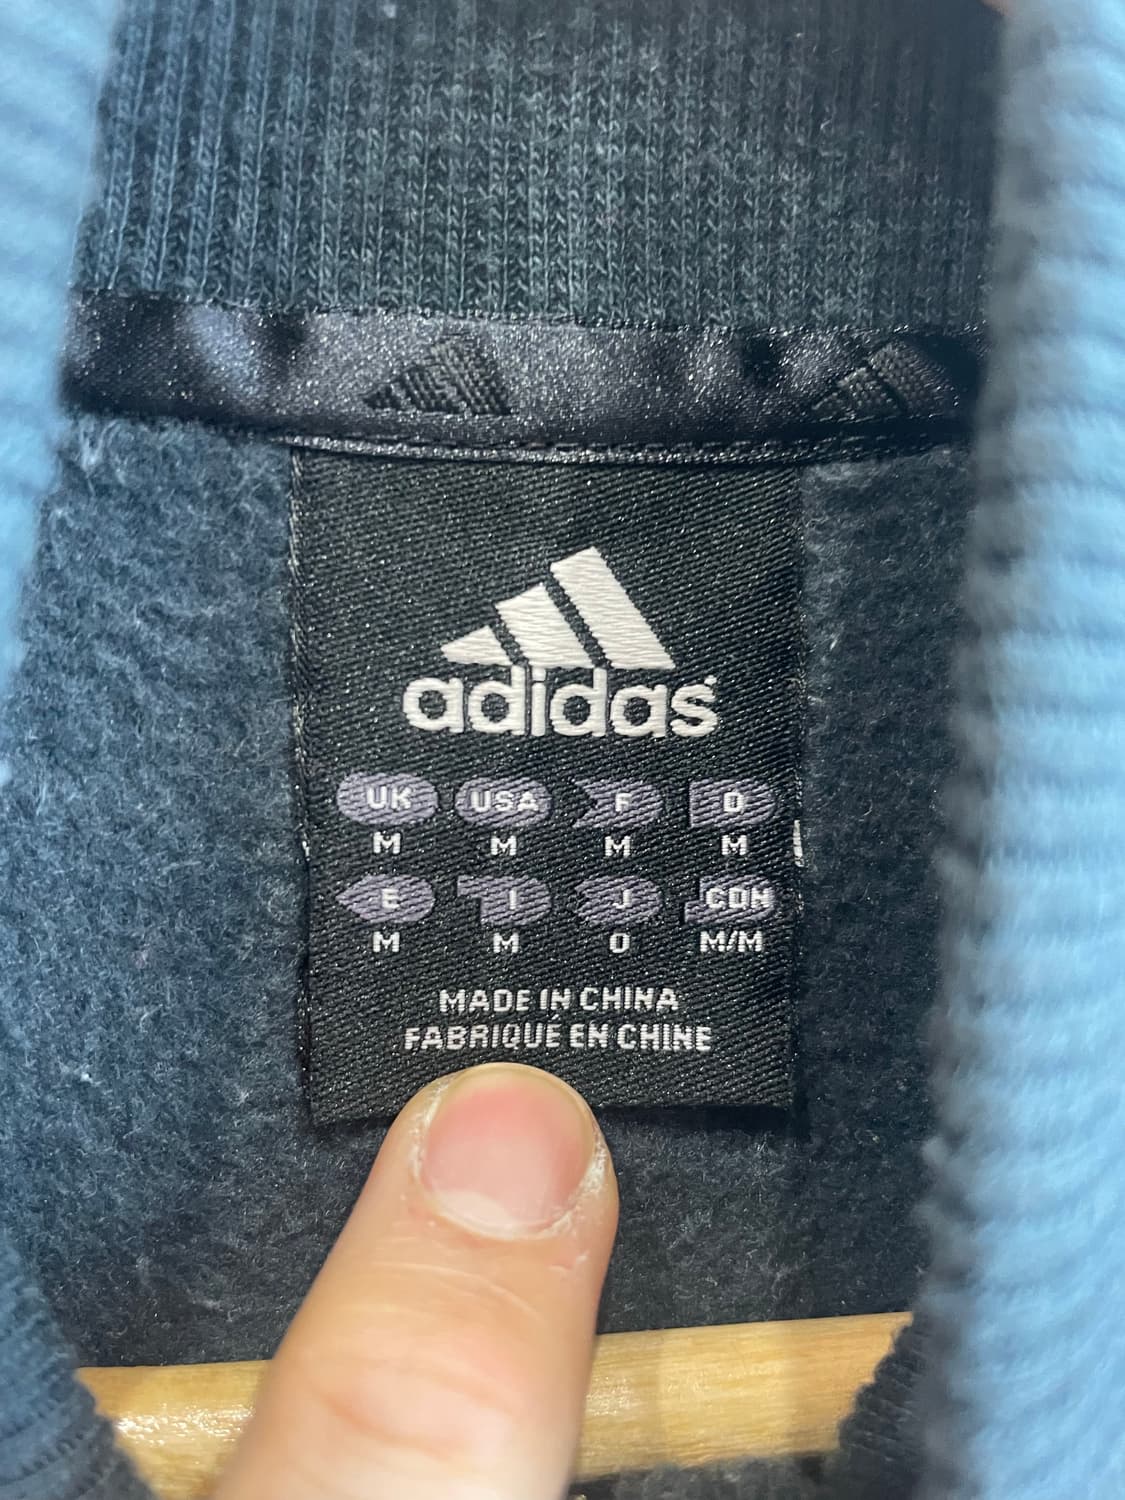 adidas
UK USA F D
M M M M
E I J CDN
M M O M/M
MADE IN CHINA
FABRIQUÉ EN CHINE